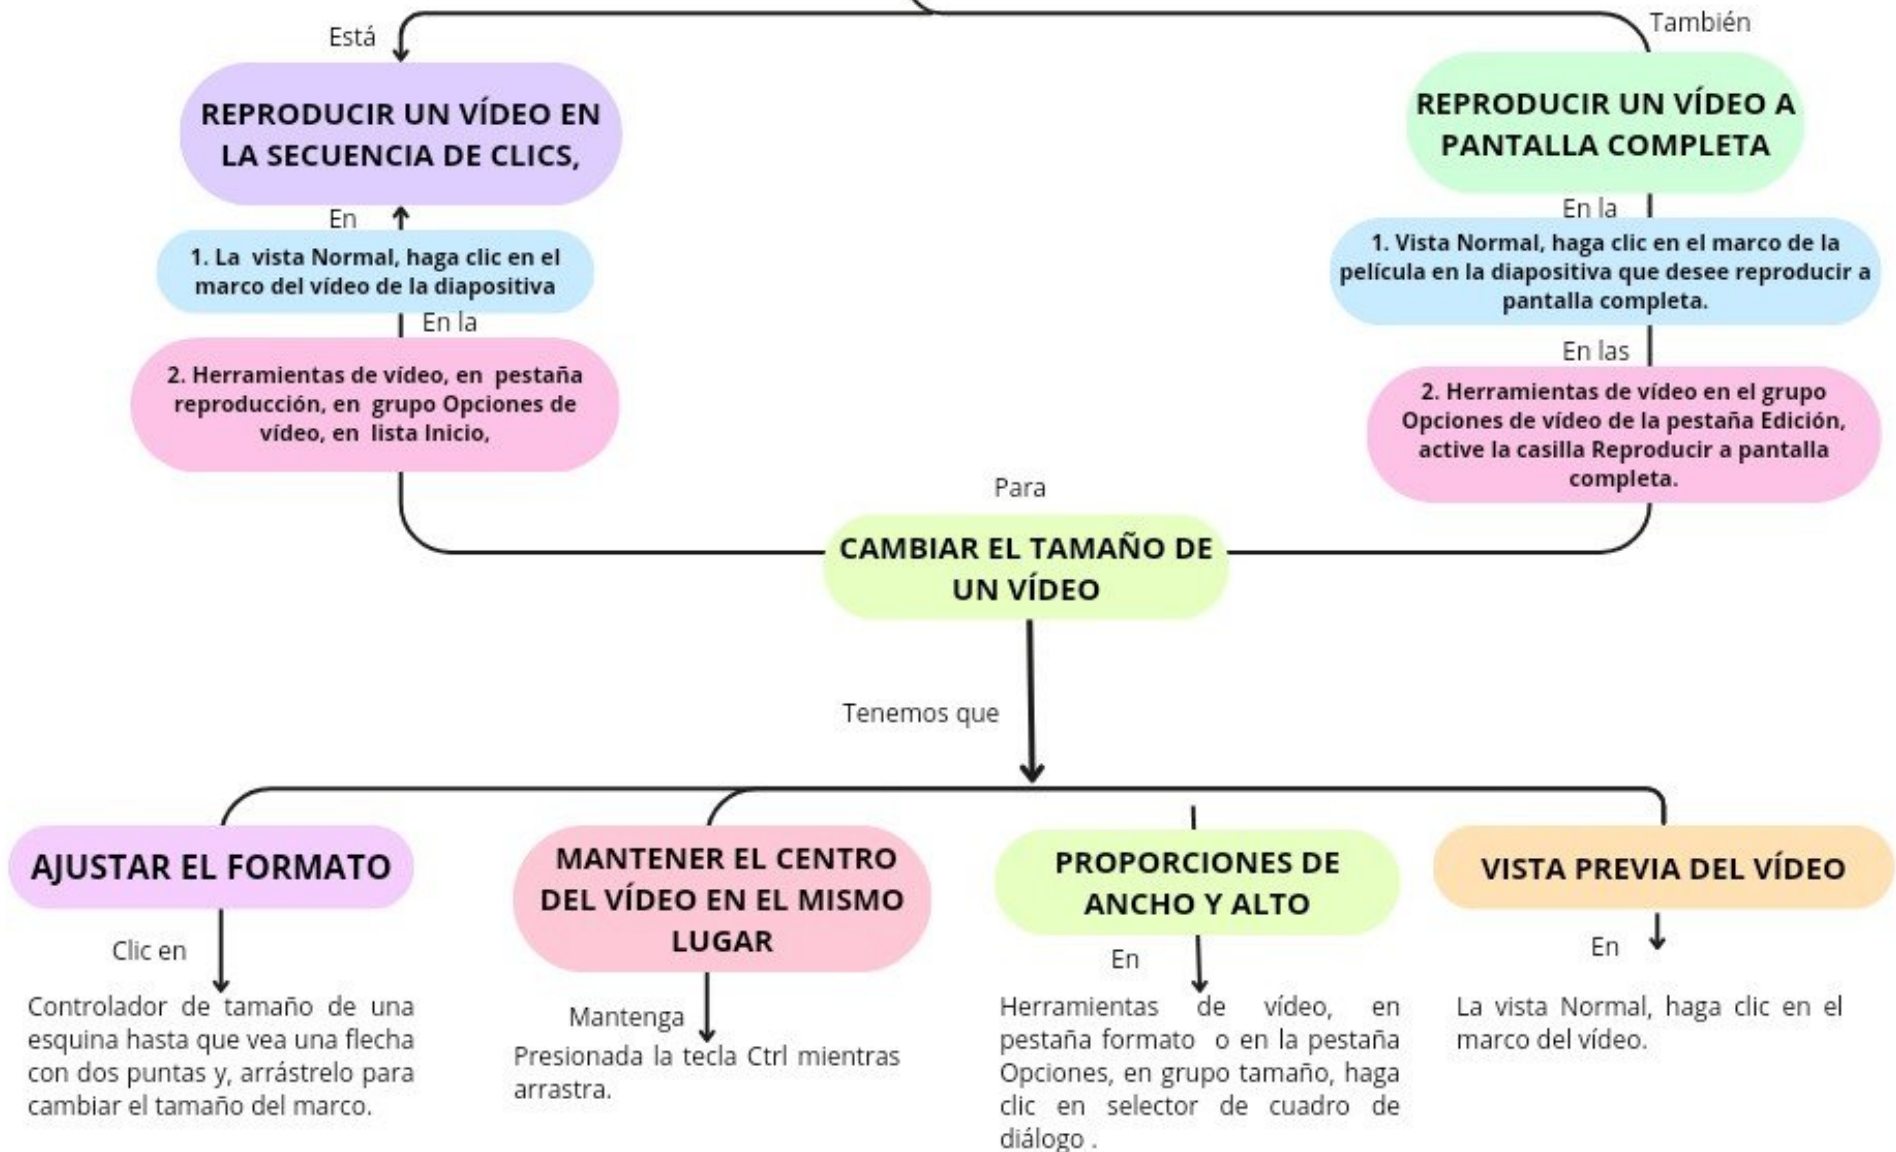 Está
REPRODUCIR UN VÍDEO EN
LA SECUENCIA DE CLICS,
En
1. La vista Normal, haga clic en el
marco del vídeo de la diapositiva
En la
2. Herramientas de vídeo, en pestaña
reproducción, en grupo Opciones de
vídeo, en lista Inicio,
También
REPRODUCIR UN VÍDEO A
PANTALLA COMPLETA
En la
1. Vista Normal, haga clic en el marco de la
película en la diapositiva que desee reproducir a
pantalla completa.
En las
2. Herramientas de vídeo en el grupo
Opciones de vídeo de la pestaña Edición,
active la casilla Reproducir a pantalla
completa.
Para
CAMBIAR EL TAMAÑO DE
UN VÍDEO
Tenemos que
AJUSTAR EL FORMATO
Clic en
Controlador de tamaño de una
esquina hasta que vea una flecha
con dos puntas y, arrástrelo para
cambiar el tamaño del marco.
MANTENER EL CENTRO
DEL VÍDEO EN EL MISMO
LUGAR
Mantenga
Presionada la tecla Ctrl mientras
arrastra.
PROPORCIONES DE
ANCHO Y ALTO
En
Herramientas de vídeo, en
pestaña formato o en la pestaña
Opciones, en grupo tamaño, haga
clic en selector de cuadro de
diálogo .
VISTA PREVIA DEL VÍDEO
En
La vista Normal, haga clic en el
marco del vídeo.